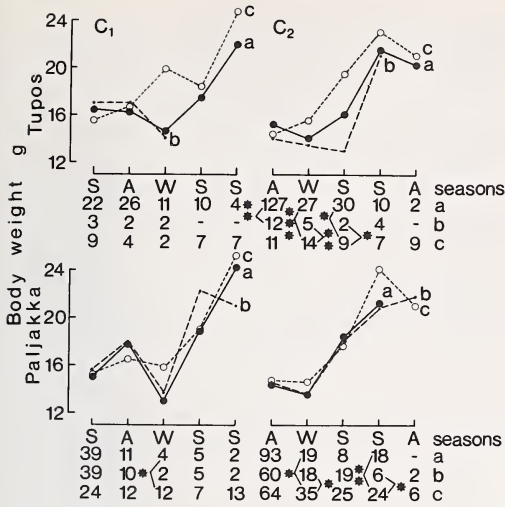 24
20
16
12
C1
C2
c
a
b
c
a
b
Tupos
S A W S S A W S S A seasons
22 26 11 10 4* 127 * 27 30 10 2 a
3 2 2 - - * 12 * 5 * 2 4 - b
9 4 2 7 7 11 * 14 * * 9 * 7 9 c
Body weight g
24
20
16
12
c
a
b
a
b
c
Paljakka
S A W S S A W S S A seasons
39 11 4 5 2 93 19 8 18 - a
39 10* 2 5 2 60 * 18 19 * * 6 2 b
24 12 12 7 13 64 35 * 25 24 * 6 c